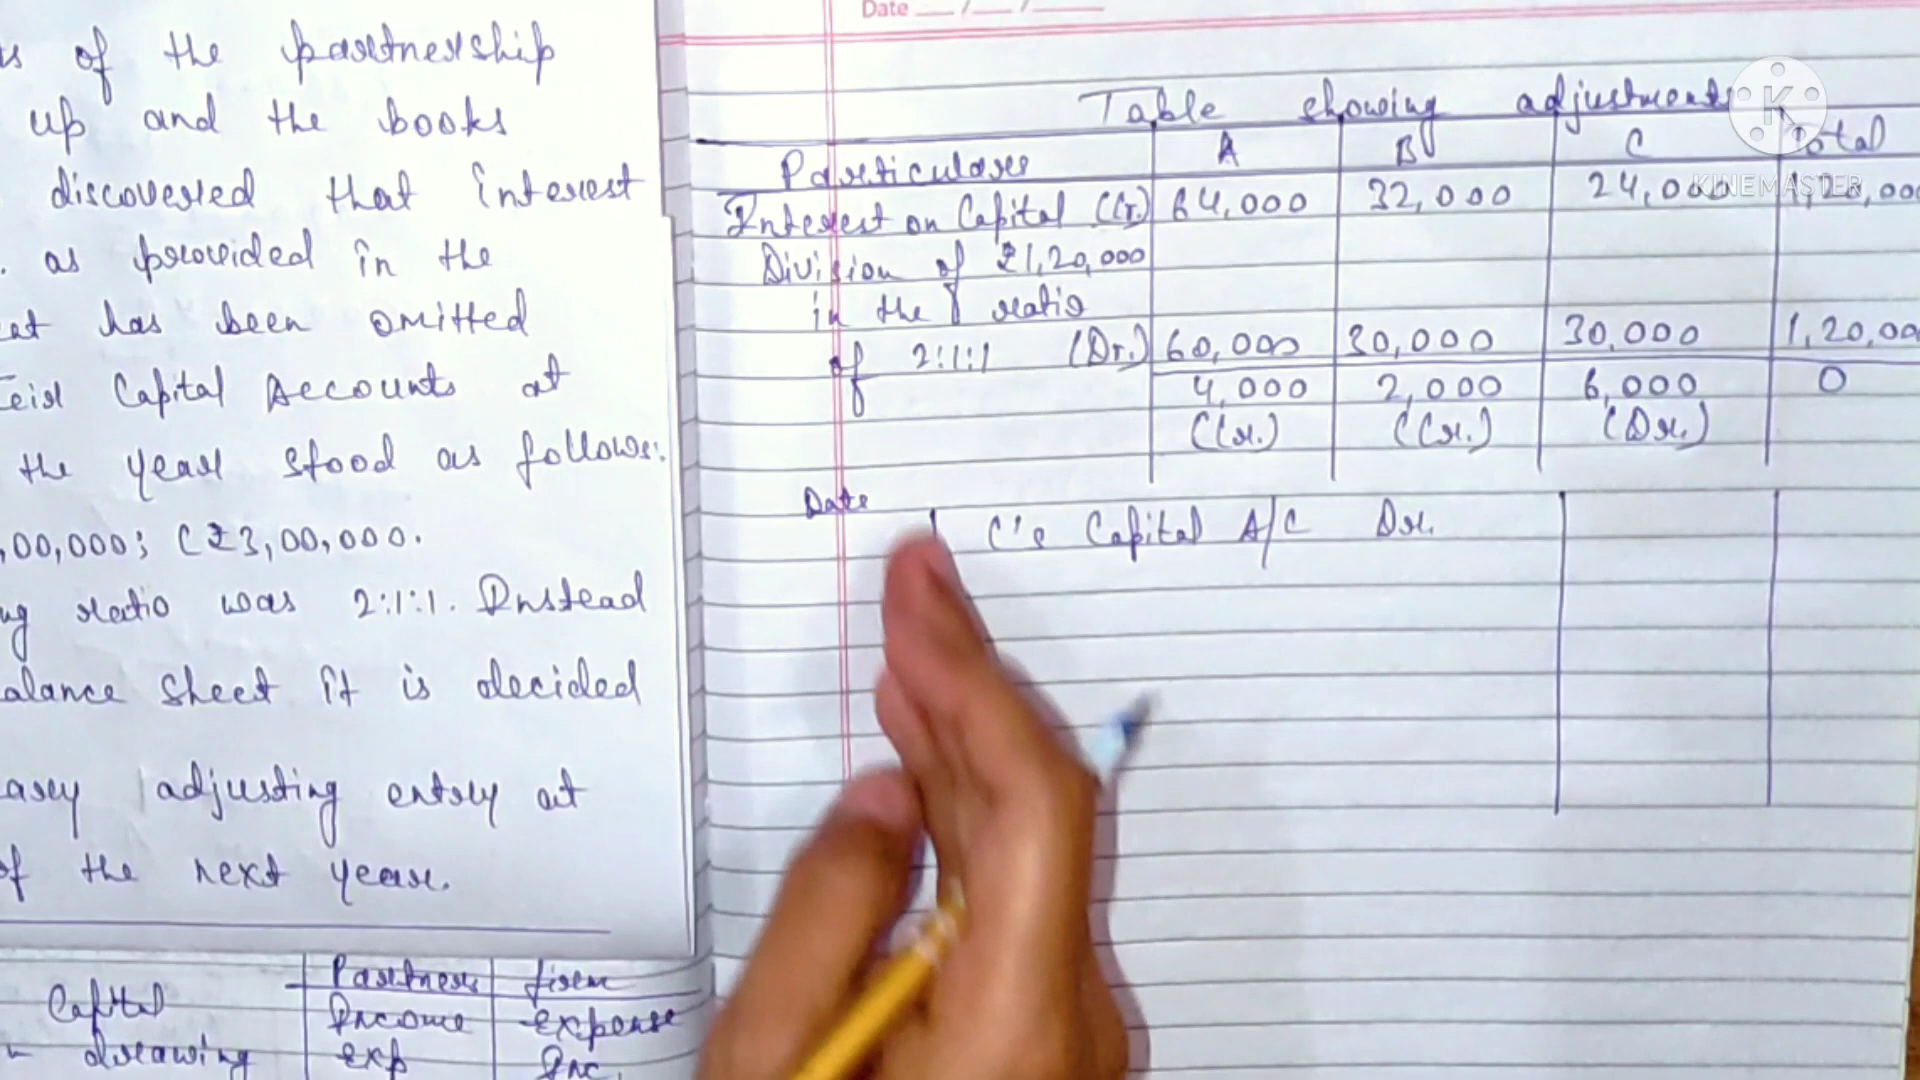 of the partnership
up and the books
discovered that interest
as provided in the
has been omitted
Capital Accounts at
the year stood as follows:
,00,000; C ₹3,00,000.
ratio was 2:1:1. Instead
Sheet it is decided
adjusting entry at
of the next year.
Partners firm
Capital Income expense
drawing exp Inc.
Date
Table showing adjustments
Particulars A B C Total
Interest on Capital (Cr.) 64,000 32,000 24,000 1,20,000
Division of ₹1,20,000
in the ratio
of 2:1:1 (Dr.) 60,000 30,000 30,000 1,20,00
4,000 2,000 6,000 0
(Cr.) (Cr.) (Dr.)
Date
C's Capital A/C Dr.
K
KINEMASTER